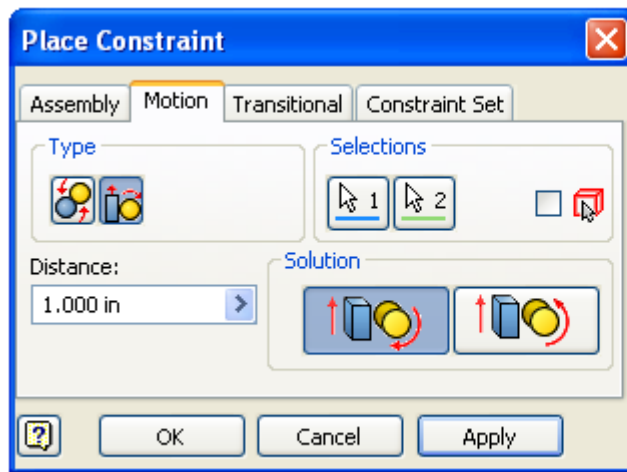 Place Constraint
Assembly Motion Transitional Constraint Set
Type Selections
1 2
Distance: Solution
1.000 in
? OK Cancel Apply